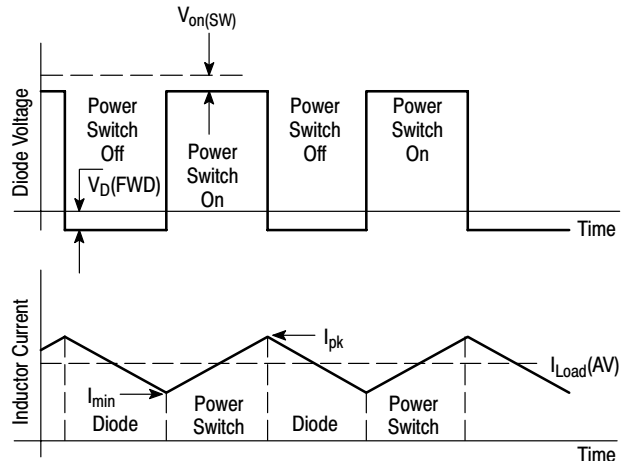 Von(SW)
Diode Voltage
Power
Switch
Off
Power
Switch
On
Power
Switch
Off
Power
Switch
On
VD(FWD)
Time
Inductor Current
Ipk
ILoad(AV)
Imin
Diode
Power
Switch
Diode
Power
Switch
Time